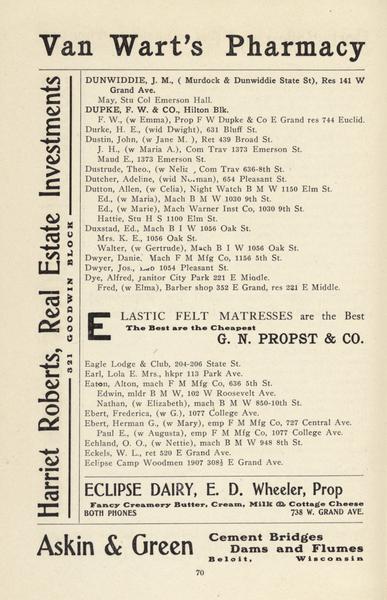 Van Wart's Pharmacy
Harriet Roberts, Real Estate Investments
321 GOODWIN BLOCK
DUNWIDDIE, J. M., ( Murdock & Dunwiddie State St), Res 141 W
Grand Ave.
May, Stu Col Emerson Hall.
DUPKE, F. W. & CO., Hilton Blk.
F. W., (w Emma), Prop F W Dupke & Co E Grand res 744 Euclid.
Durke, H. E., (wid Dwight), 631 Bluff St.
Dustin, John, (w Jane M. ), Ret 439 Broad St.
J. H., (w Maria A.), Com Trav 1373 Emerson St.
Maud E., 1373 Emerson St.
Dustrude, Theo., (w Neliz , Com Trav 636-8th St.
Dutcher, Adeline, (wid N man), 654 Pleasant St.
Dutton, Allen, (w Celia), Night Watch B M W 1150 Elm St.
Ed., (w Maria), Mach B M W 1030 9th St.
Ed., (w Marie), Mach Warner Inst Co, 1030 9th St.
Hattie, Stu H S 1100 Elm St.
Duxstad, Ed., Mach B I W 1056 Oak St.
Mrs. K. E., 1056 Oak St.
Walter, (w Gertrude), Mach B I W 1056 Oak St.
Dwyer, Danie, Mach F M Mfg Co, 1156 5th St.
Dwyer, Jos., 1054 Pleasant St.
Dye, Alfred, Janitor City Park 221 E Middle.
Fred, (w Elma), Barber shop 352 E Grand, res 221 E Middle.
ELASTIC FELT MATRESSES are the Best
The Best are the Cheapest
G. N. PROPST & CO.
Eagle Lodge & Club, 204-206 State St.
Earl, Lola E. Mrs., hkpr 113 Park Ave.
Eaton, Alton, mach F M Mfg Co, 636 5th St.
Edwin, mldr B M W, 102 W Roosevelt Ave.
Nathan, (w Elizabeth), mach B M W 850-10th St.
Ebert, Frederica, (w G.), 1077 College Ave.
Ebert, Herman G., (w Mary), emp F M Mfg Co, 727 Central Ave.
Paul E., (w Augusta), emp F M Mfg Co, 1077 College Ave.
Echland, O. O., (w Nettie), mach B M W 948 8th St.
Eckels, W. L., ret 520 E Grand Ave.
Eclipse Camp Woodmen 1907 308½ E Grand Ave.
ECLIPSE DAIRY, E. D. Wheeler, Prop
Fancy Creamery Butter, Cream, Milk & Cottage Cheese
BOTH PHONES 738 W. GRAND AVE.
Askin & Green
Cement Bridges
Dams and Flumes
Beloit, Wisconsin
70